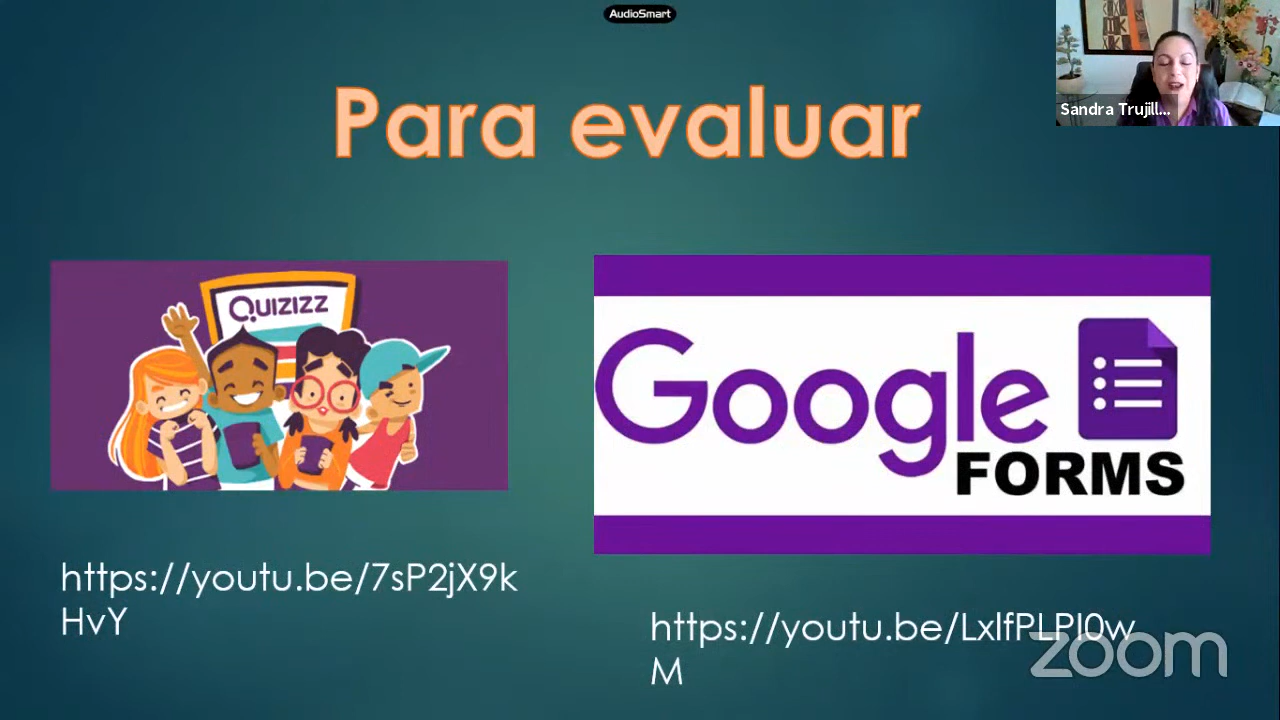 AudioSmart
Sandra Trujill...
Para evaluar
QUIZIZZ
Google
FORMS
https://youtu.be/7sP2jX9k
HvY
https://youtu.be/LxlfPLPl0w
M
zoom